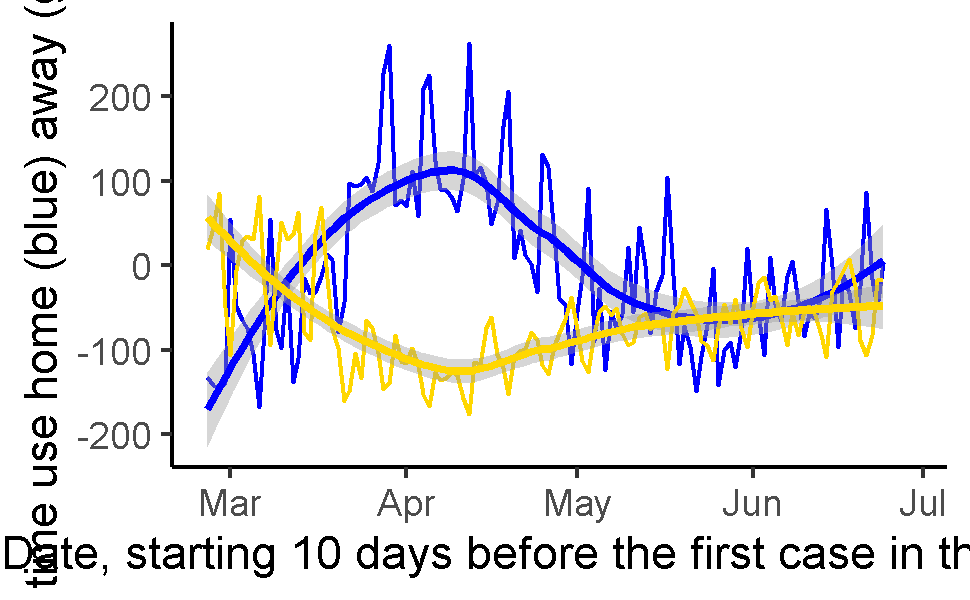 time use home (blue) away (
200
100
0
-100
-200
Mar Apr May Jun Jul
Date, starting 10 days before the first case in th